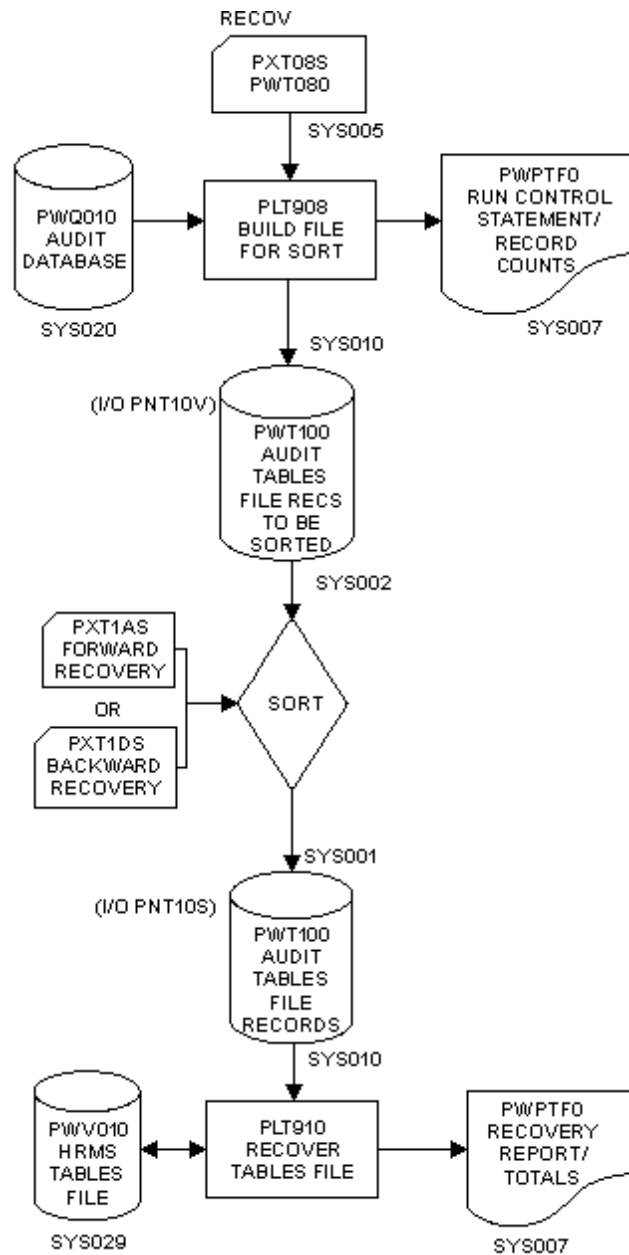 RECOV
PXT08S
PWT080
SYS005
PWQ010
AUDIT
DATABASE
SYS020
PLT908
BUILD FILE
FOR SORT
PWPTF0
RUN CONTROL
STATEMENT/
RECORD
COUNTS
SYS007
SYS010
(I/O PNT10V)
PWT100
AUDIT
TABLES
FILE RECS
TO BE
SORTED
SYS002
PXT1AS
FORWARD
RECOVERY
OR
PXT1DS
BACKWARD
RECOVERY
SORT
SYS001
(I/O PNT10S)
PWT100
AUDIT
TABLES
FILE
RECORDS
SYS010
PWV010
HRMS
TABLES
FILE
SYS029
PLT910
RECOVER
TABLES FILE
PWPTF0
RECOVERY
REPORT/
TOTALS
SYS007